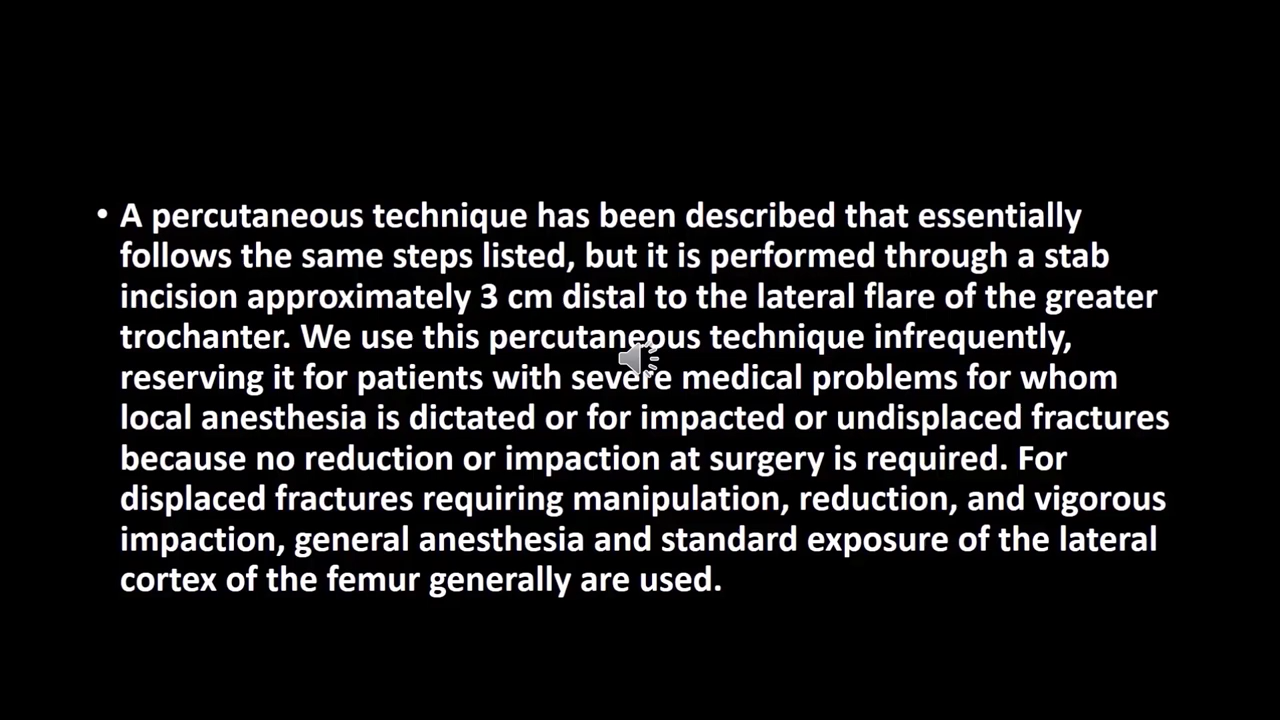 • A percutaneous technique has been described that essentially
follows the same steps listed, but it is performed through a stab
incision approximately 3 cm distal to the lateral flare of the greater
trochanter. We use this percutaneous technique infrequently,
reserving it for patients with severe medical problems for whom
local anesthesia is dictated or for impacted or undisplaced fractures
because no reduction or impaction at surgery is required. For
displaced fractures requiring manipulation, reduction, and vigorous
impaction, general anesthesia and standard exposure of the lateral
cortex of the femur generally are used.